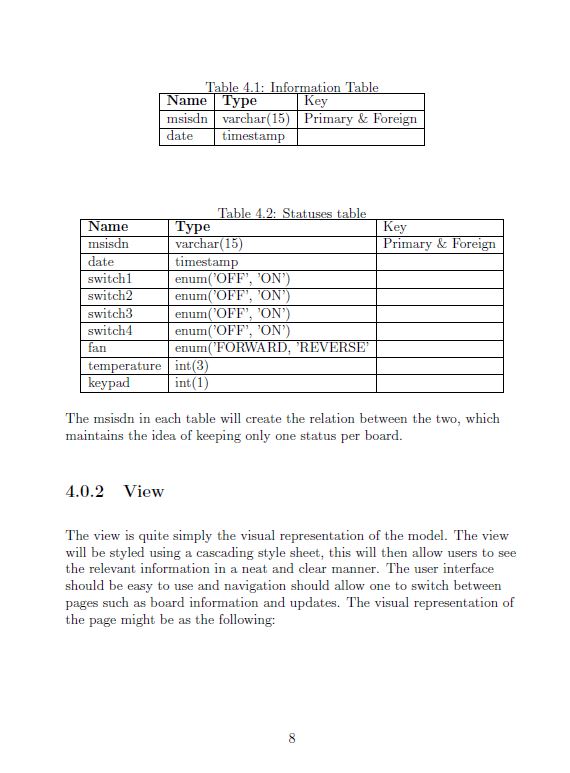 Table 4.1: Information Table
Name Type Key
msisdn varchar(15) Primary & Foreign
date timestamp
Table 4.2: Statuses table
Name Type Key
msisdn varchar(15) Primary & Foreign
date timestamp
switch1 enum('OFF', 'ON')
switch2 enum('OFF', 'ON')
switch3 enum('OFF', 'ON')
switch4 enum('OFF', 'ON')
fan enum('FORWARD, 'REVERSE'
temperature int(3)
keypad int(1)
The msisdn in each table will create the relation between the two, which
maintains the idea of keeping only one status per board.
4.0.2 View
The view is quite simply the visual representation of the model. The view
will be styled using a cascading style sheet, this will then allow users to see
the relevant information in a neat and clear manner. The user interface
should be easy to use and navigation should allow one to switch between
pages such as board information and updates. The visual representation of
the page might be as the following:
8